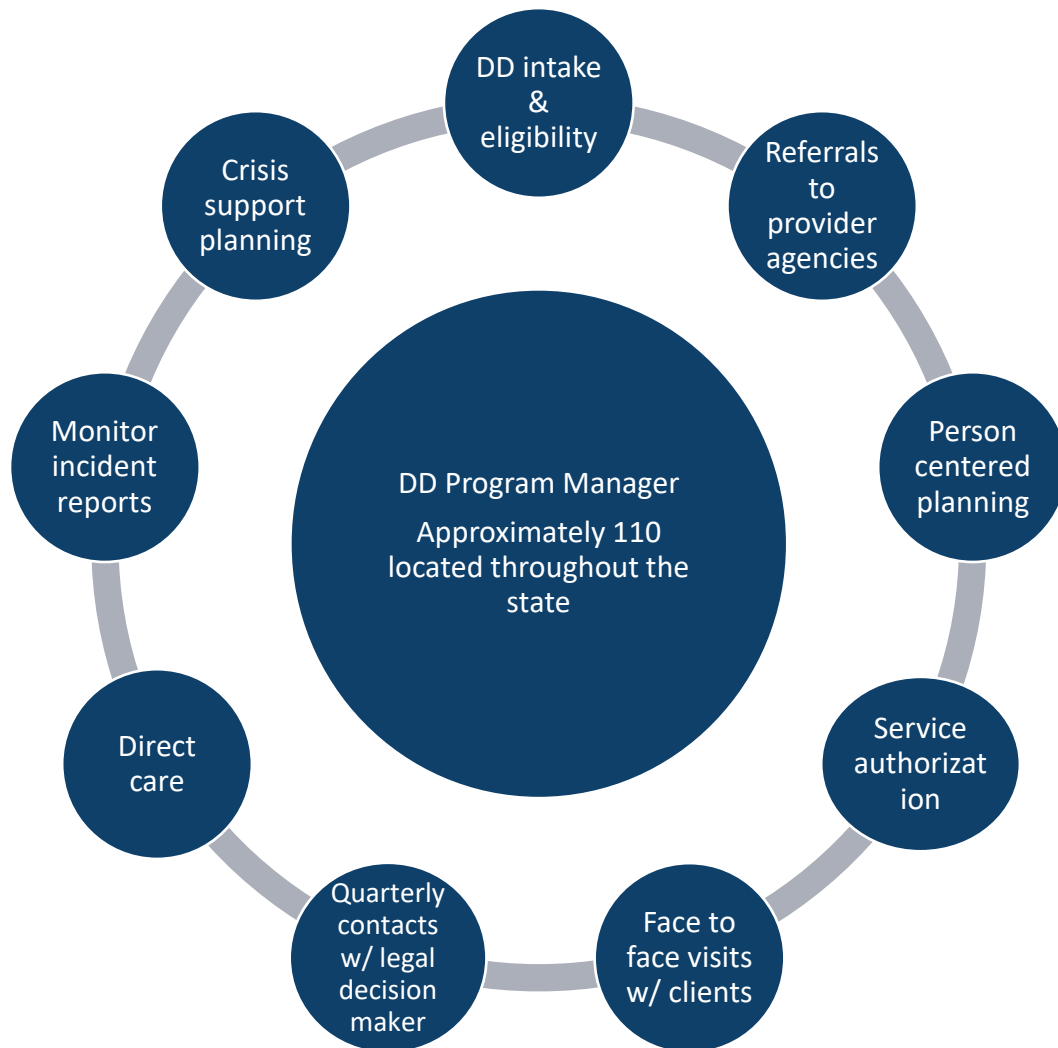 DD intake
&
eligibility
Referrals
to
provider
agencies
Person
centered
planning
Service
authorizat
ion
Face to
face visits
w/ clients
Quarterly
contacts
w/ legal
decision
maker
Direct
care
Monitor
incident
reports
Crisis
support
planning
DD Program Manager
Approximately 110
located throughout the
state